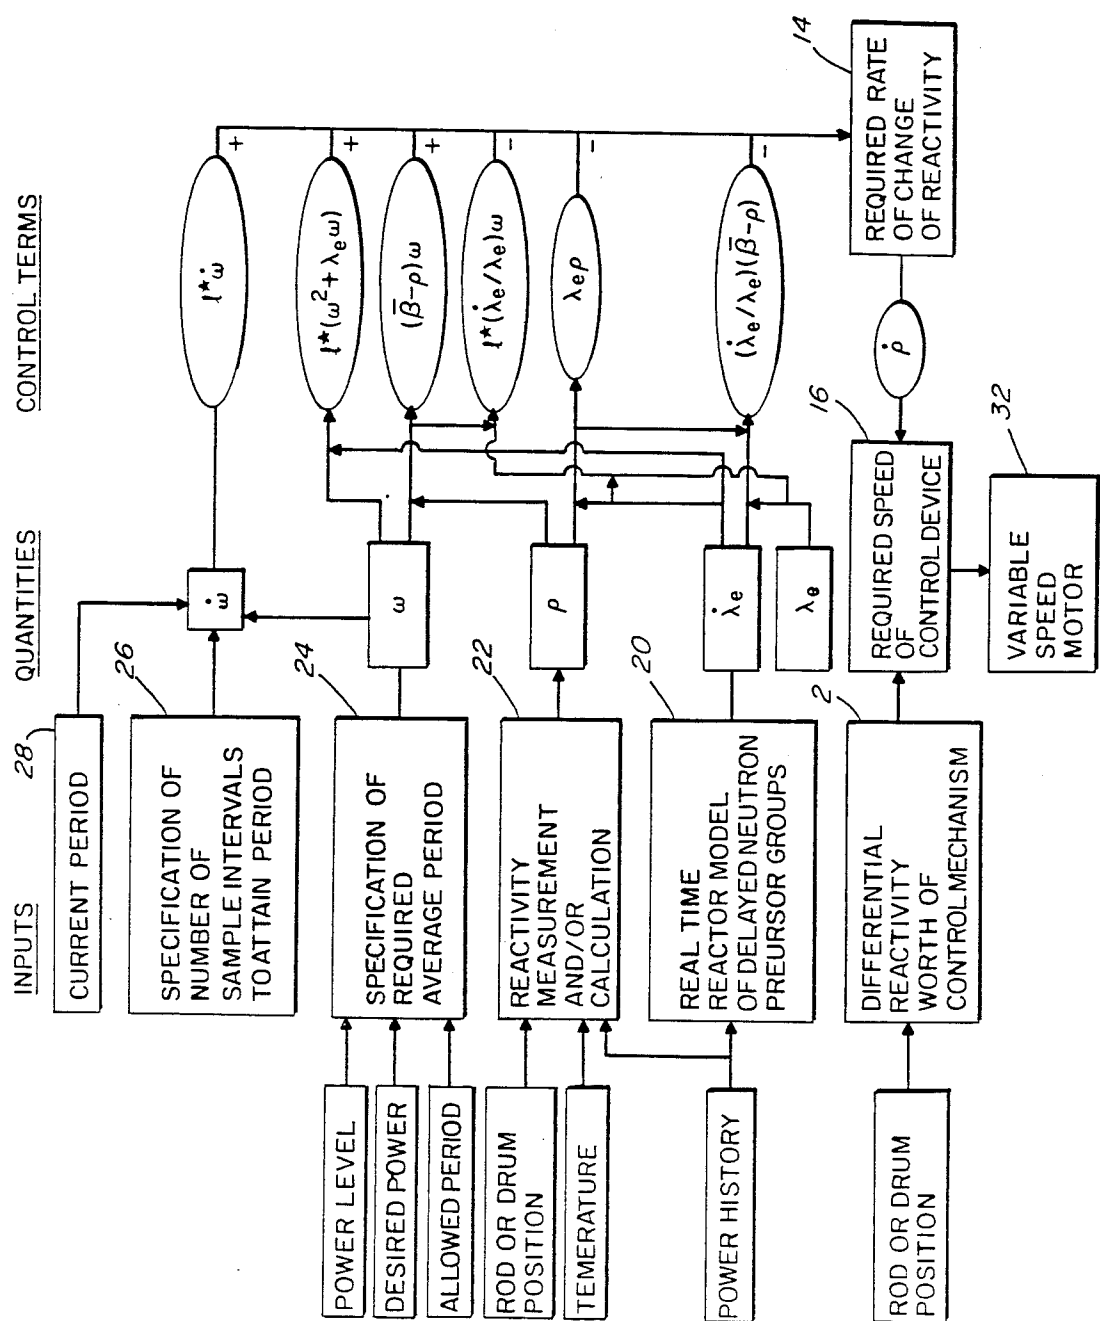 INPUTS
QUANTITIES
CONTROL TERMS
28
CURRENT PERIOD
26
SPECIFICATION OF
NUMBER OF
SAMPLE INTERVALS
TO ATTAIN PERIOD
ω̇
l*ω̇
+
POWER LEVEL
DESIRED POWER
ALLOWED PERIOD
24
SPECIFICATION OF
REQUIRED
AVERAGE PERIOD
ω
l*(ω²+λeω)
+
(β̄-ρ)ω
+
l*(λ̇e/λe)ω
-
ROD OR DRUM
POSITION
TEMERATURE
22
REACTIVITY
MEASUREMENT
AND/OR
CALCULATION
ρ
λeρ
-
POWER HISTORY
20
REAL TIME
REACTOR MODEL
OF DELAYED NEUTRON
PREURSOR GROUPS
λ̇e
λe
(λ̇e/λe)(β̄-ρ)
-
ROD OR DRUM
POSITION
2
DIFFERENTIAL
REACTIVITY
WORTH OF
CONTROL MECHANISM
16
REQUIRED SPEED
OF
CONTROL DEVICE
ρ̇
14
REQUIRED RATE
OF CHANGE
OF REACTIVITY
32
VARIABLE
SPEED
MOTOR